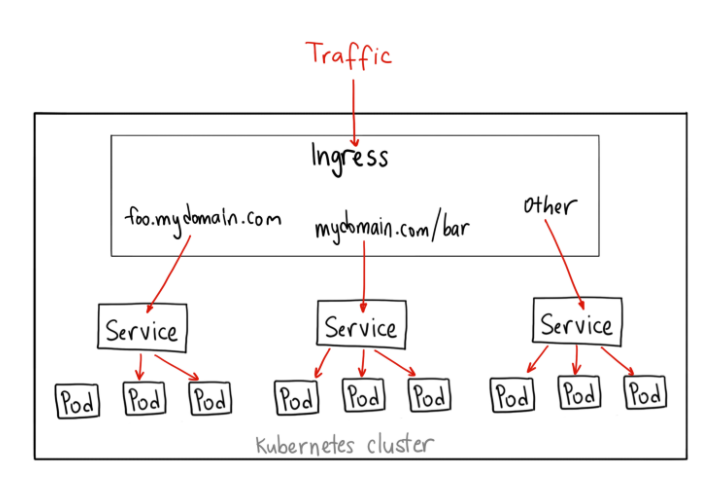 Traffic
Ingress
foo.mydomain.com
mydomain.com/bar
Other
Service
Service
Service
Pod
Pod
Pod
Pod
Pod
Pod
Pod
Pod
Pod
Kubernetes cluster